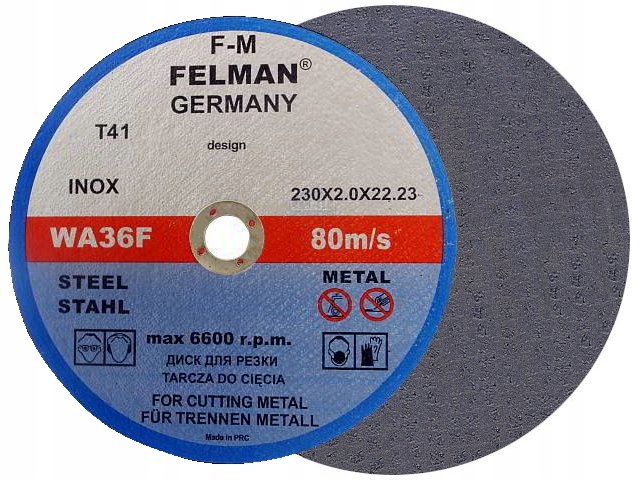 F-M
FELMAN®
GERMANY
T41
design
INOX
230X2.0X22.23
WA36F
80m/s
STEEL
STAHL
METAL
max 6600 r.p.m.
ДИСК ДЛЯ РЕЗКИ
TARCZA DO CIĘCIA
FOR CUTTING METAL
FÜR TRENNEN METALL
Made in PRC